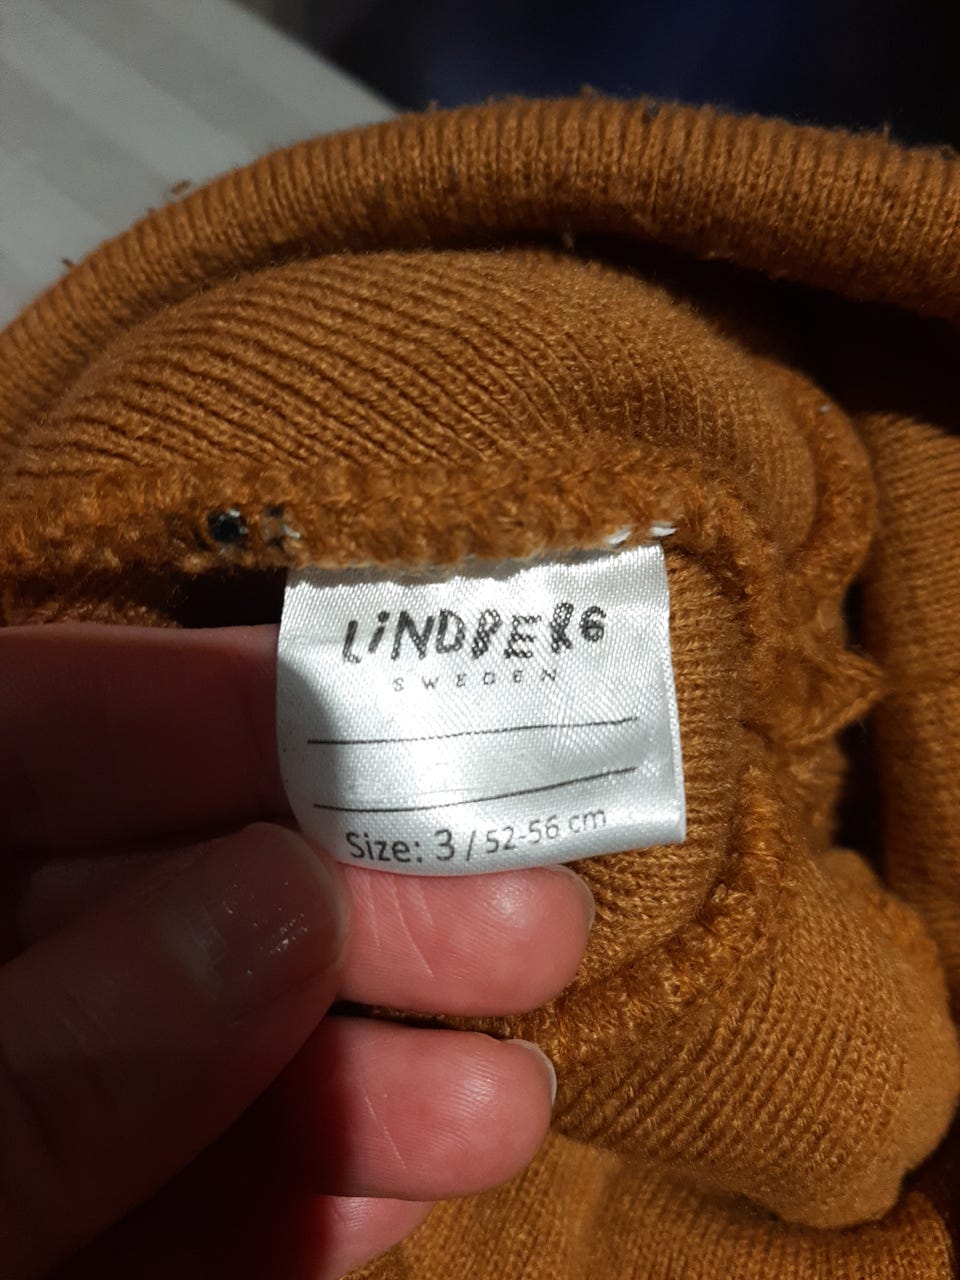 LiNDBERG
SWEDEN
Size: 3 / 52-56 cm